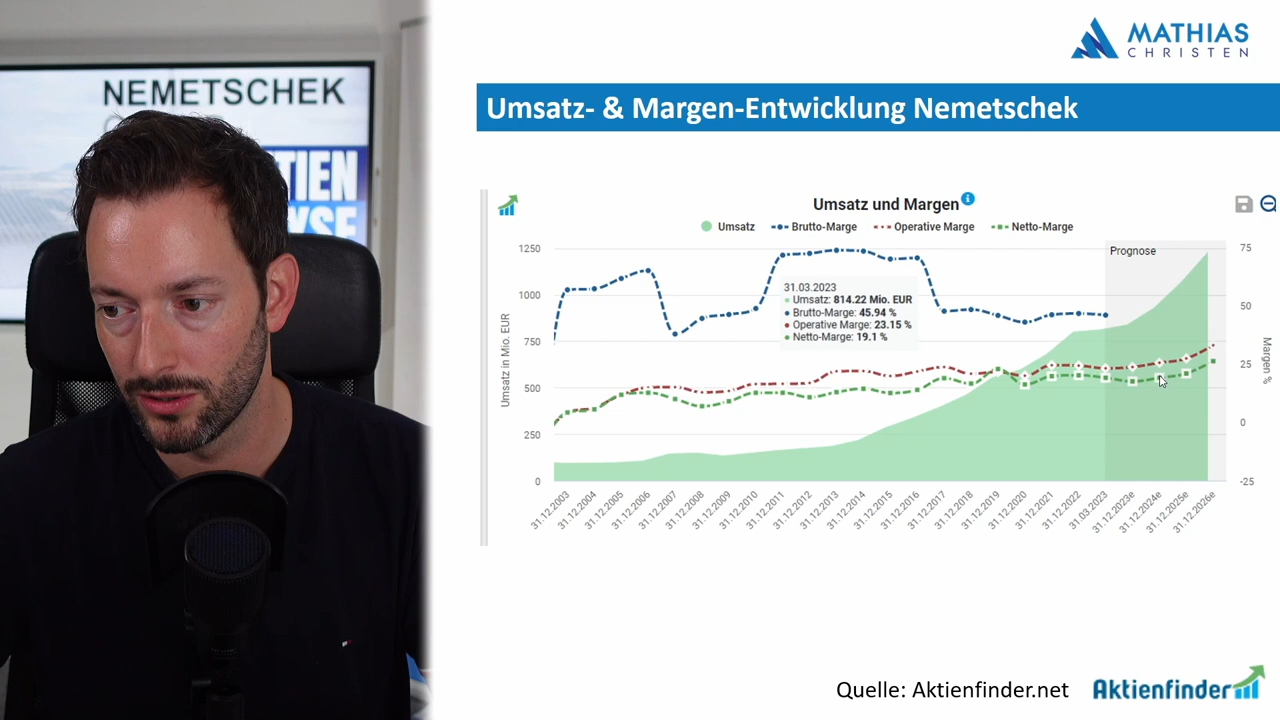 MATHIAS
CHRISTEN
NEMETSCHEK
Umsatz- & Margen-Entwicklung Nemetschek
Umsatz und Margen
Umsatz
Brutto-Marge
Operative Marge
Netto-Marge
Prognose
31.03.2023
Umsatz: 814.22 Mio. EUR
Brutto-Marge: 45.94 %
Operative Marge: 23.15 %
Netto-Marge: 19.1 %
Umsatz in Mio. EUR
1250
1000
750
500
250
0
75
50
25
0
-25
Margen %
31.12.2003
31.12.2004
31.12.2005
31.12.2006
31.12.2007
31.12.2008
31.12.2009
31.12.2010
31.12.2011
31.12.2012
31.12.2013
31.12.2014
31.12.2015
31.12.2016
31.12.2017
31.12.2018
31.12.2019
31.12.2020
31.12.2021
31.12.2022
31.03.2023
31.12.2023e
31.12.2024e
31.12.2025e
31.12.2026e
Quelle: Aktienfinder.net
Aktienfinder